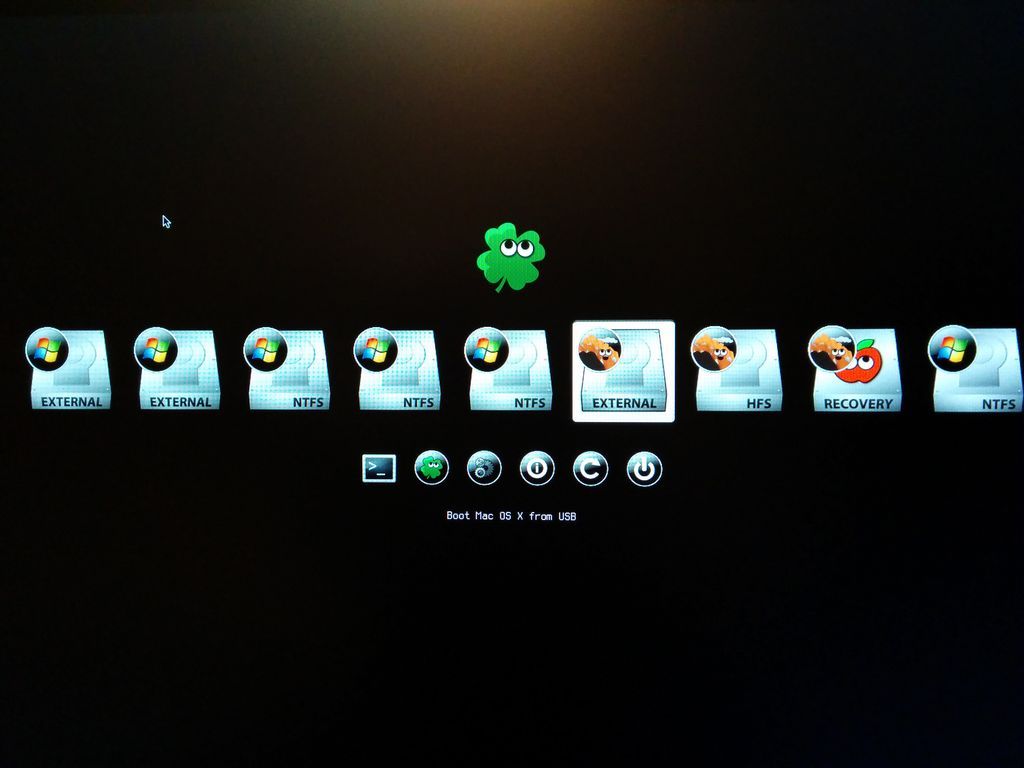 EXTERNAL EXTERNAL NTFS NTFS NTFS EXTERNAL HFS RECOVERY NTFS
Boot Mac OS X from USB